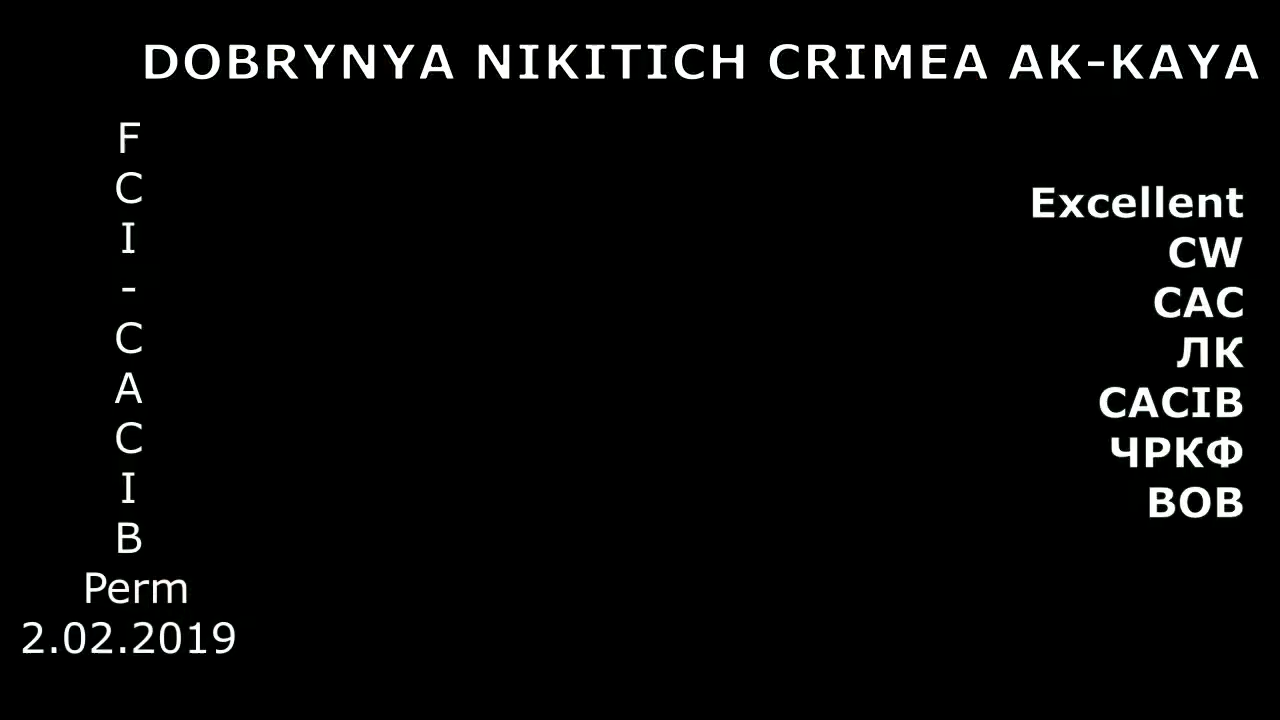 DOBRYNYA NIKITICH CRIMEA AK-KAYA
F
C
I
-
C
A
C
I
B
Perm
2.02.2019
Excellent
CW
CAC
ЛК
CACIB
ЧРКФ
BOB